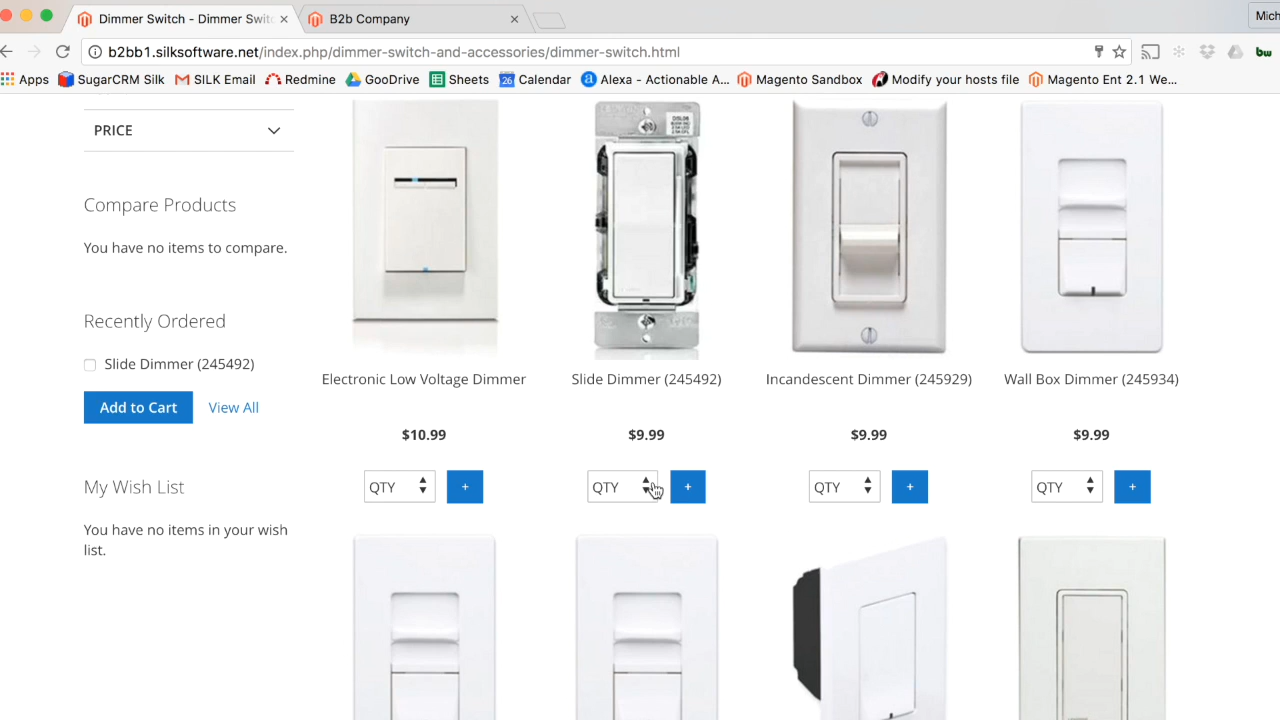 Dimmer Switch - Dimmer Swit
B2b Company
Mich
b2bb1.silksoftware.net/index.php/dimmer-switch-and-accessories/dimmer-switch.html
bw
Apps
SugarCRM Silk
SILK Email
Redmine
GooDrive
Sheets
26
Calendar
a
Alexa - Actionable A...
Magento Sandbox
Modify your hosts file
Magento Ent 2.1 We...
PRICE
Compare Products
You have no items to compare.
Recently Ordered
Slide Dimmer (245492)
Add to Cart
View All
My Wish List
You have no items in your wish
list.
Electronic Low Voltage Dimmer
Slide Dimmer (245492)
Incandescent Dimmer (245929)
Wall Box Dimmer (245934)
$10.99
$9.99
$9.99
$9.99
QTY
+
QTY
+
QTY
+
QTY
+